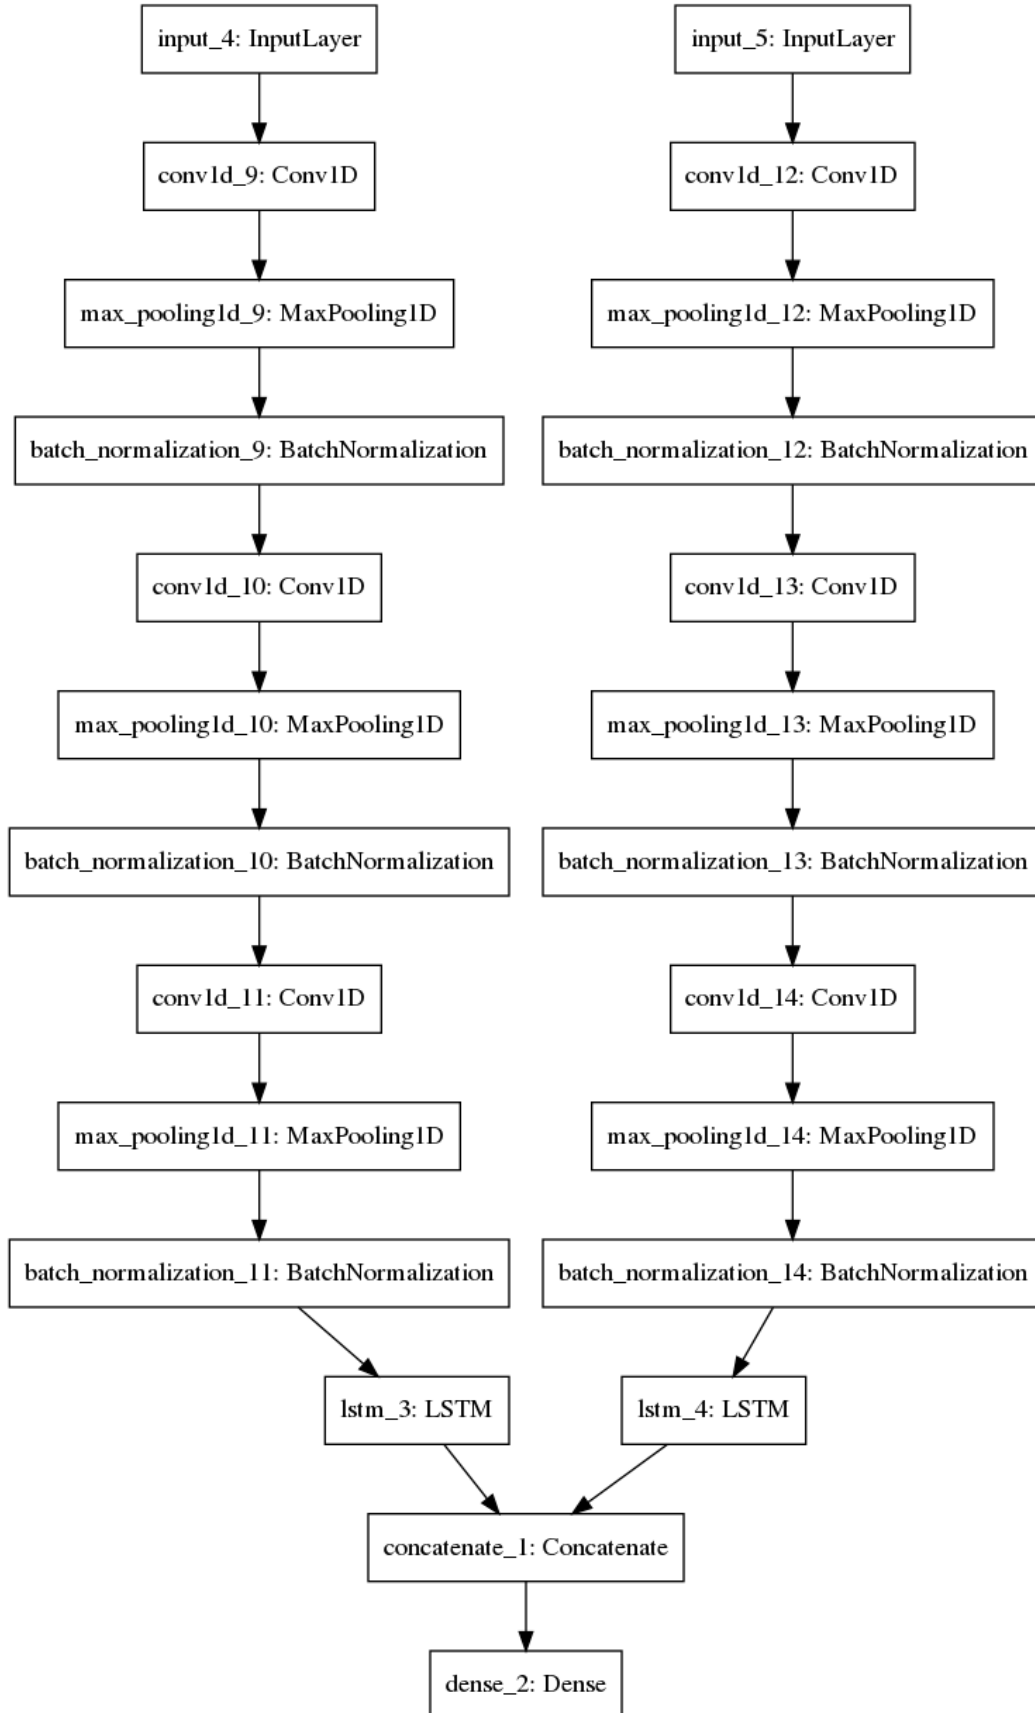 input_4: InputLayer
input_5: InputLayer
conv1d_9: Conv1D
conv1d_12: Conv1D
max_pooling1d_9: MaxPooling1D
max_pooling1d_12: MaxPooling1D
batch_normalization_9: BatchNormalization
batch_normalization_12: BatchNormalization
conv1d_10: Conv1D
conv1d_13: Conv1D
max_pooling1d_10: MaxPooling1D
max_pooling1d_13: MaxPooling1D
batch_normalization_10: BatchNormalization
batch_normalization_13: BatchNormalization
conv1d_11: Conv1D
conv1d_14: Conv1D
max_pooling1d_11: MaxPooling1D
max_pooling1d_14: MaxPooling1D
batch_normalization_11: BatchNormalization
batch_normalization_14: BatchNormalization
lstm_3: LSTM
lstm_4: LSTM
concatenate_1: Concatenate
dense_2: Dense